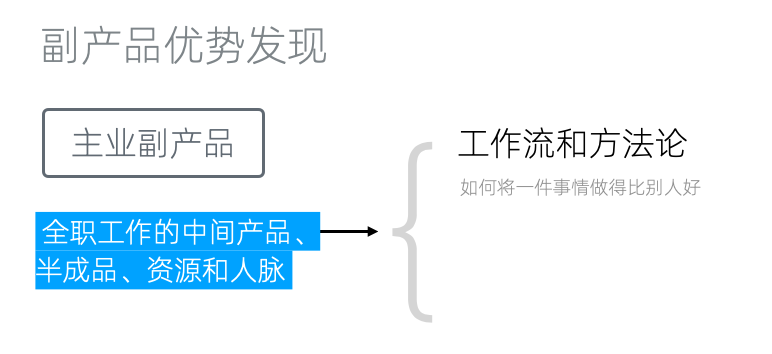 副产品优势发现
主业副产品
工作流和方法论
如何将一件事情做得比别人好
全职工作的中间产品、
半成品、资源和人脉